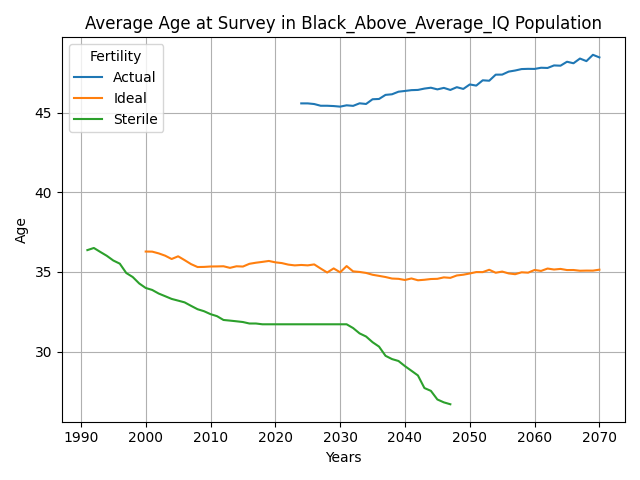 Average Age at Survey in Black_Above_Average_IQ Population
Fertility
Actual
Ideal
Sterile
Age
45
40
35
30
1990 2000 2010 2020 2030 2040 2050 2060 2070
Years